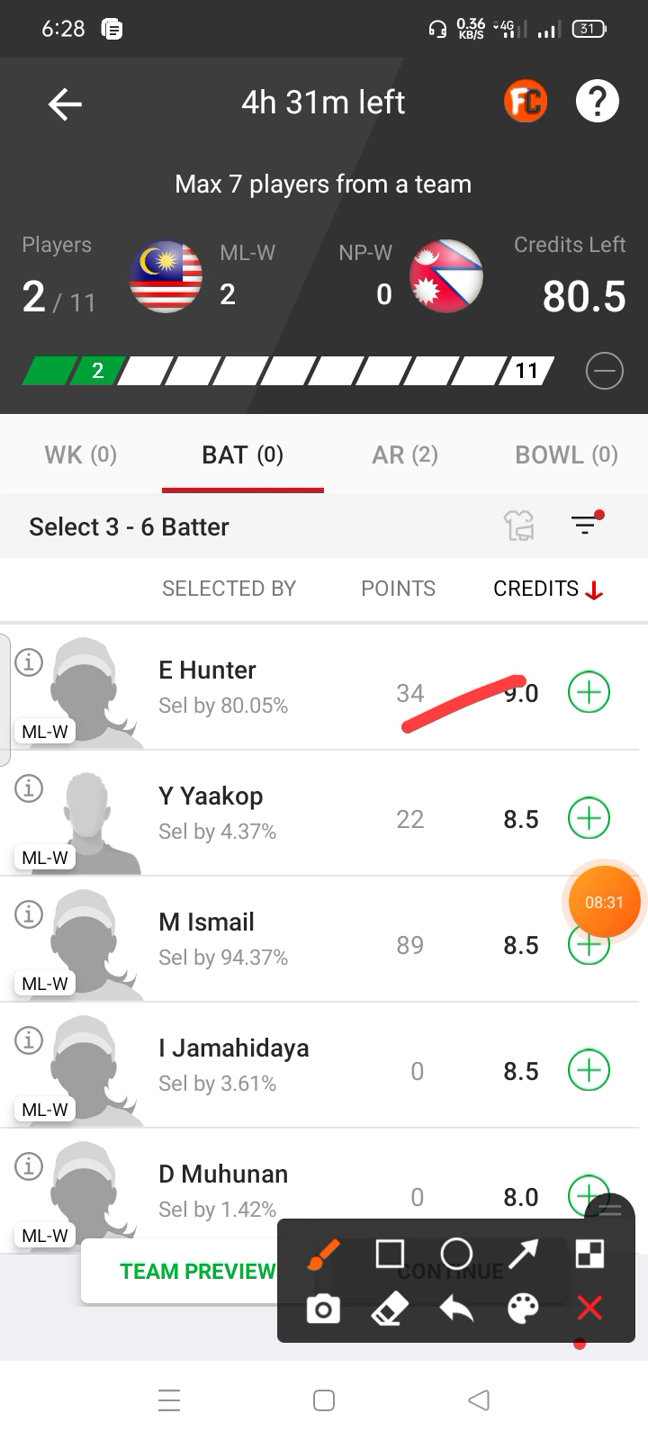 6:28 0.36 KB/S 4G 31
4h 31m left FC ?
Max 7 players from a team
Players ML-W NP-W Credits Left
2 / 11 2 0 80.5
2 11
WK (0) BAT (0) AR (2) BOWL (0)
Select 3 - 6 Batter
SELECTED BY POINTS CREDITS
E Hunter
Sel by 80.05% 34 9.0
ML-W
Y Yaakop
Sel by 4.37% 22 8.5
ML-W
08:31
M Ismail
Sel by 94.37% 89 8.5
ML-W
I Jamahidaya
Sel by 3.61% 0 8.5
ML-W
D Muhunan
Sel by 1.42% 0 8.0
ML-W
TEAM PREVIEW CONTINUE